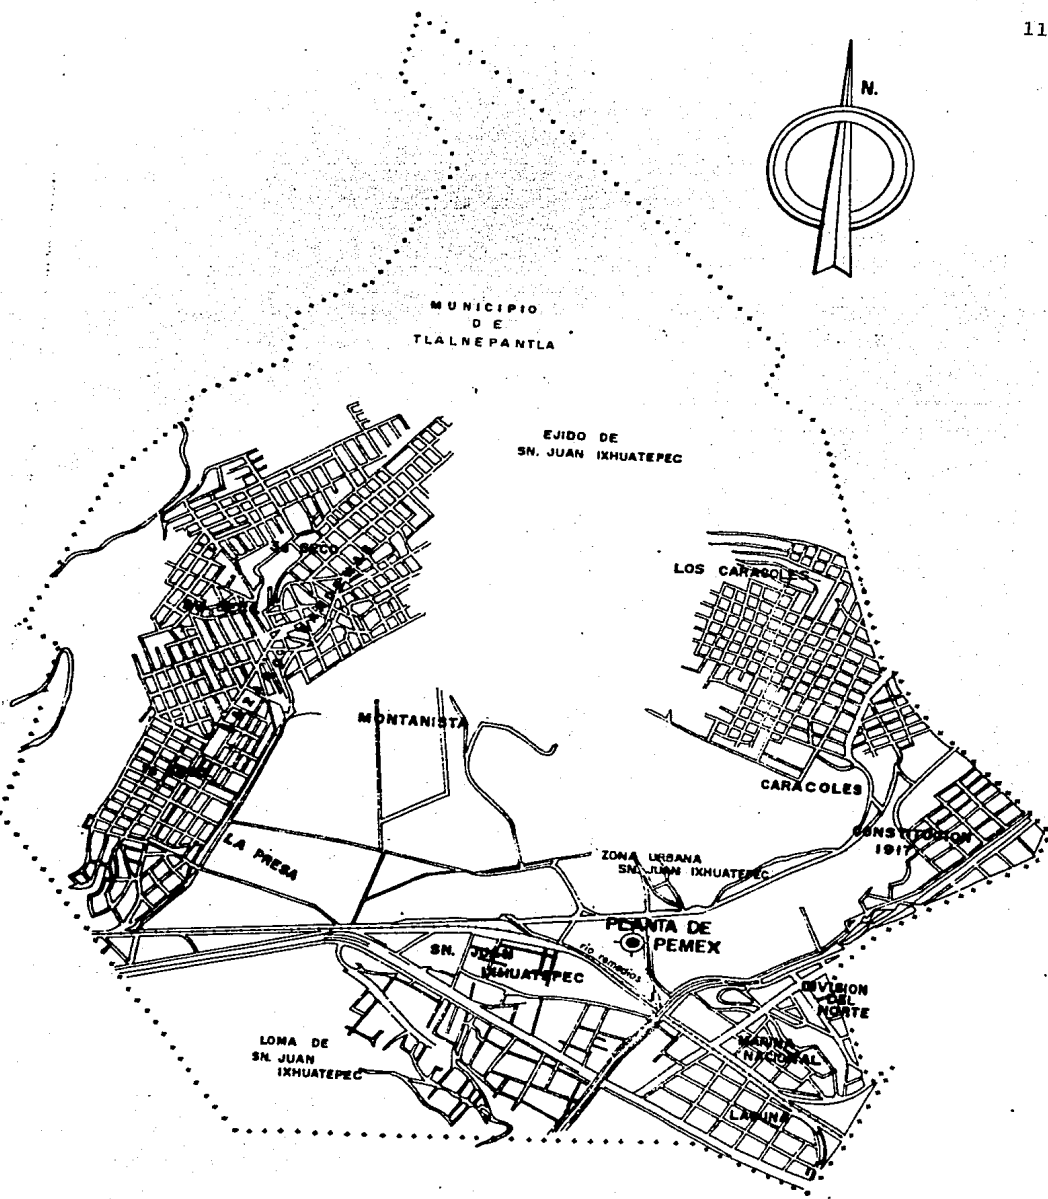 11
N.
MUNICIPIO
DE
TLALNEPANTLA
EJIDO DE
SN. JUAN IXHUATEPEC
3a SECC
LOS CARACOLES
MONTANISTA
CARACOLES
CONSTITUCION
1917
LA PRESA
ZONA URBANA
SN. JUAN IXHUATEPEC
PLANTA DE
PEMEX
SN. JUAN
IXHUATEPEC
rio remedios
DIVISION
DEL
NORTE
MARINA
NACIONAL
LOMA DE
SN. JUAN
IXHUATEPEC
LAGUNA